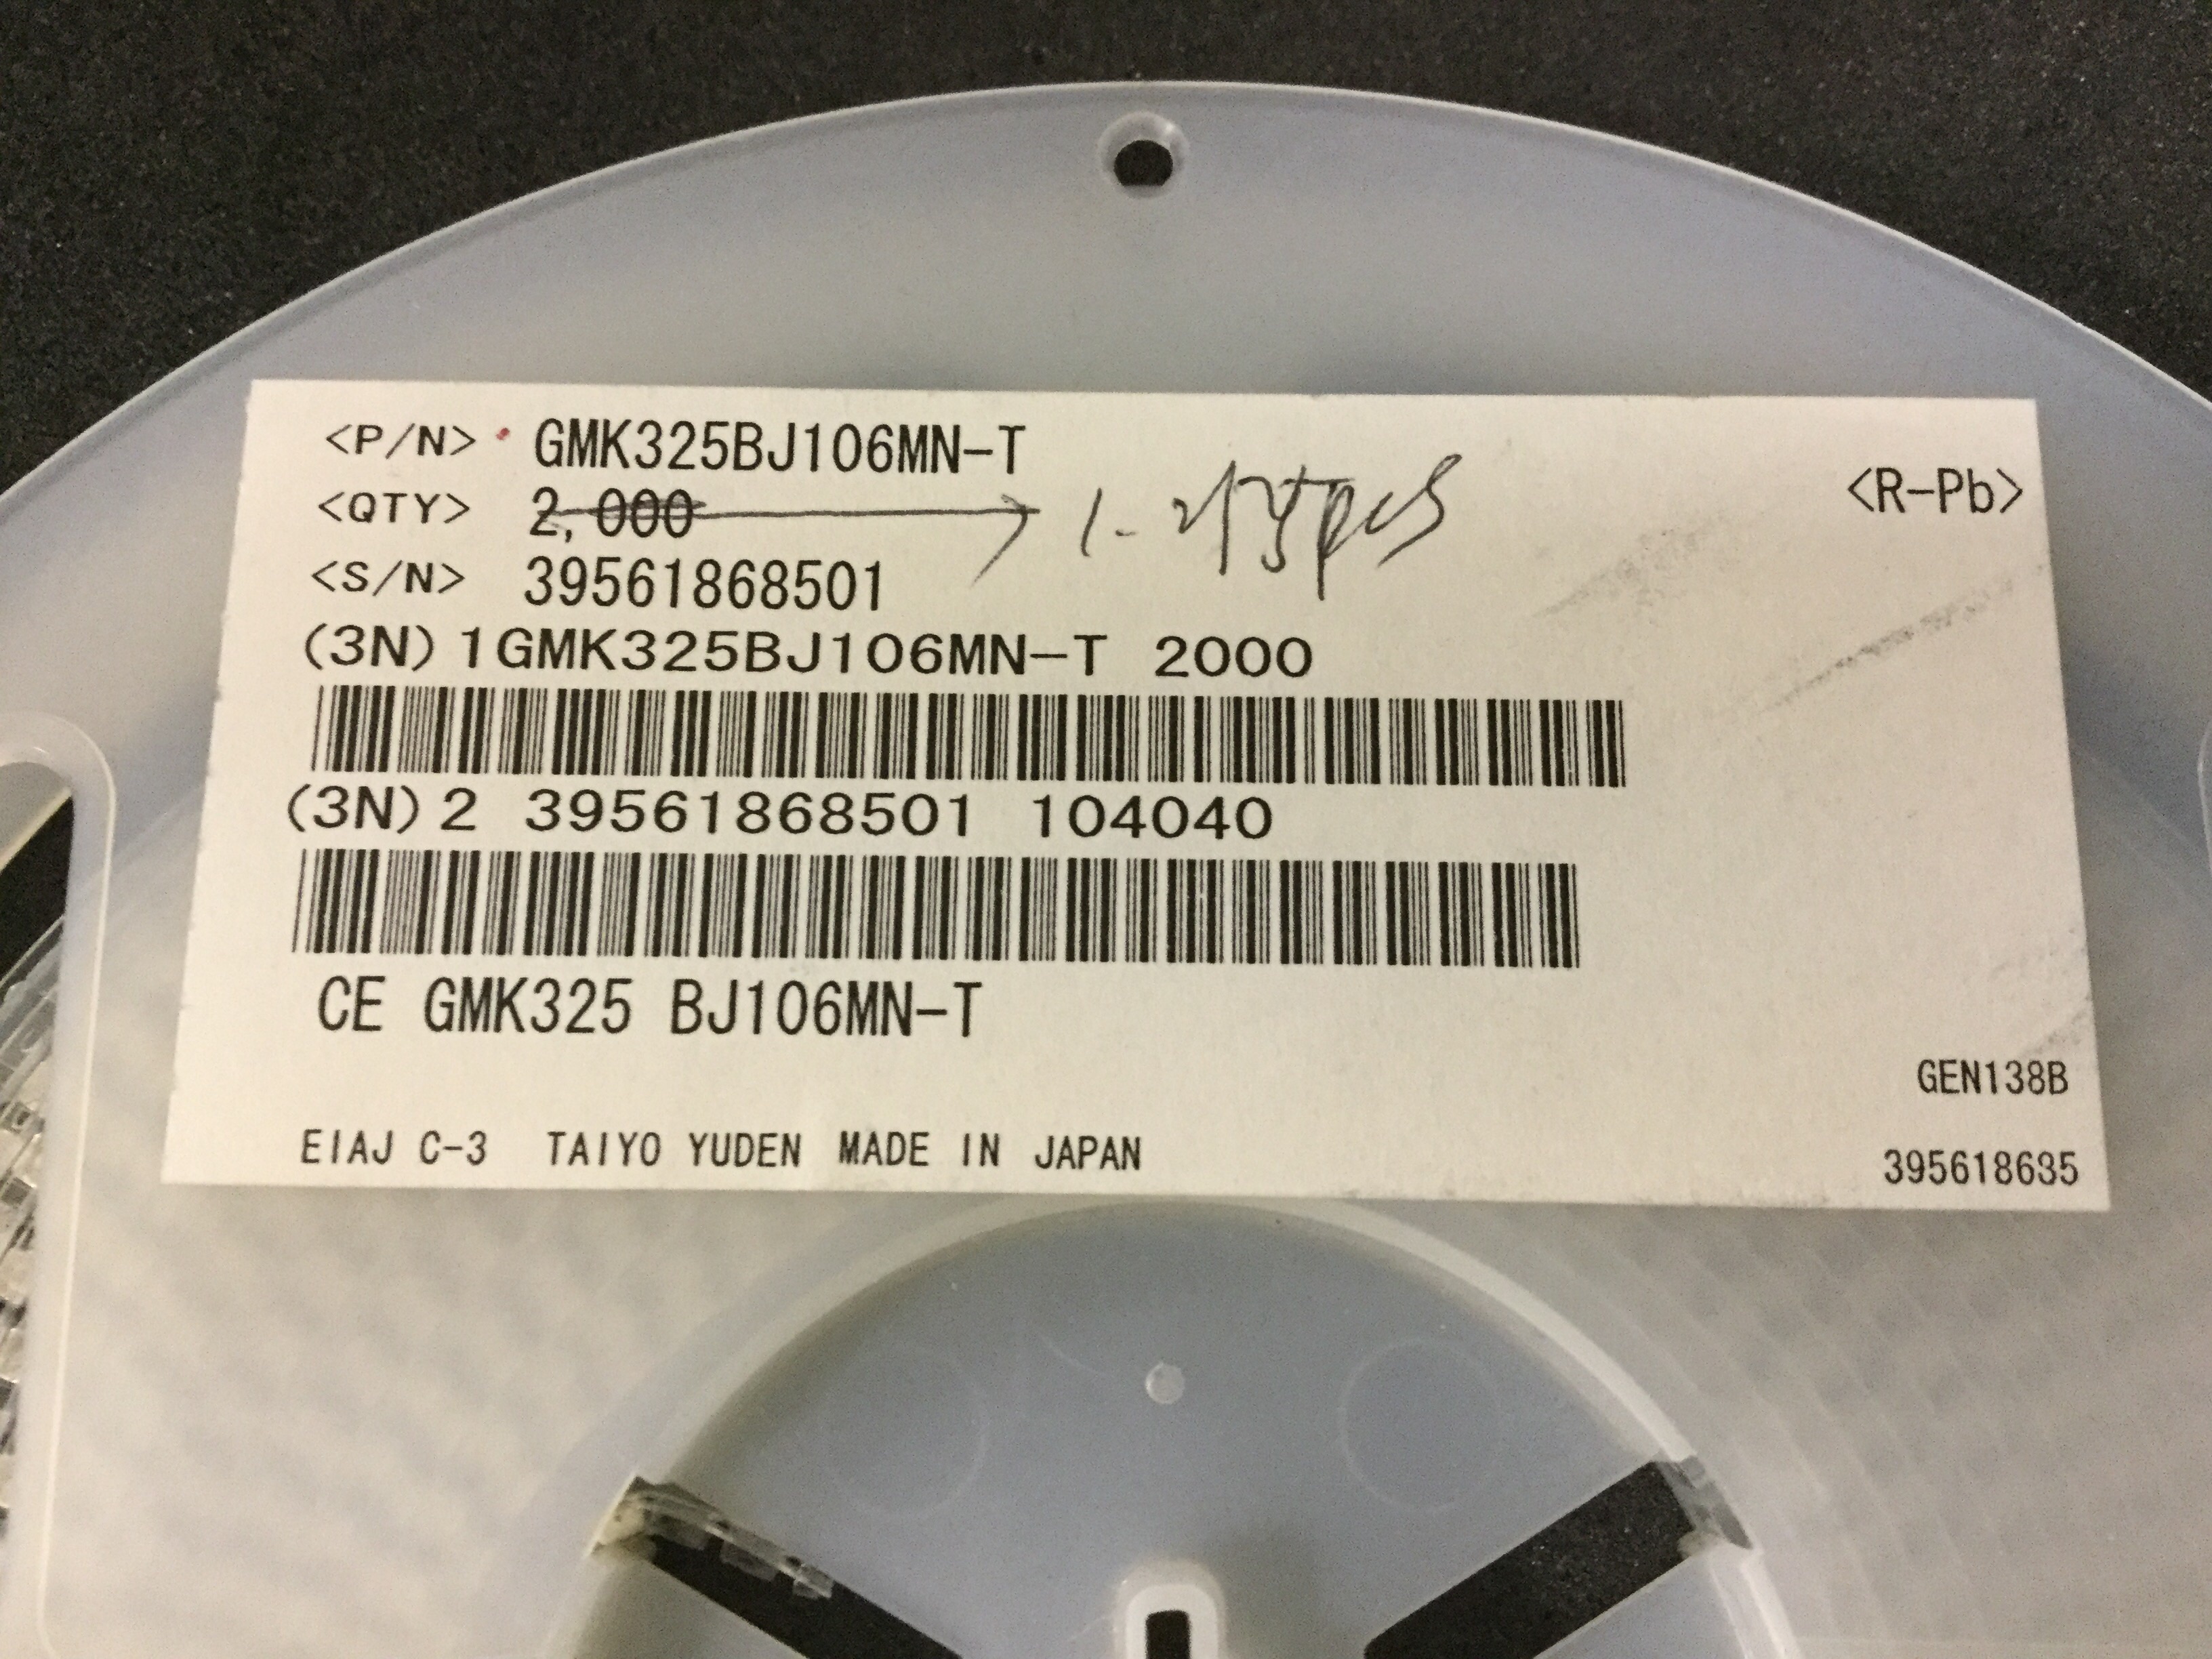 <P/N> GMK325BJ106MN-T
<R-Pb>
<QTY> 2,000 pcs
<S/N> 39561868501
(3N) 1GMK325BJ106MN-T 2000
(3N) 2 39561868501 104040
CE GMK325 BJ106MN-T
GEN138B
EIAJ C-3 TAIYO YUDEN MADE IN JAPAN
395618635